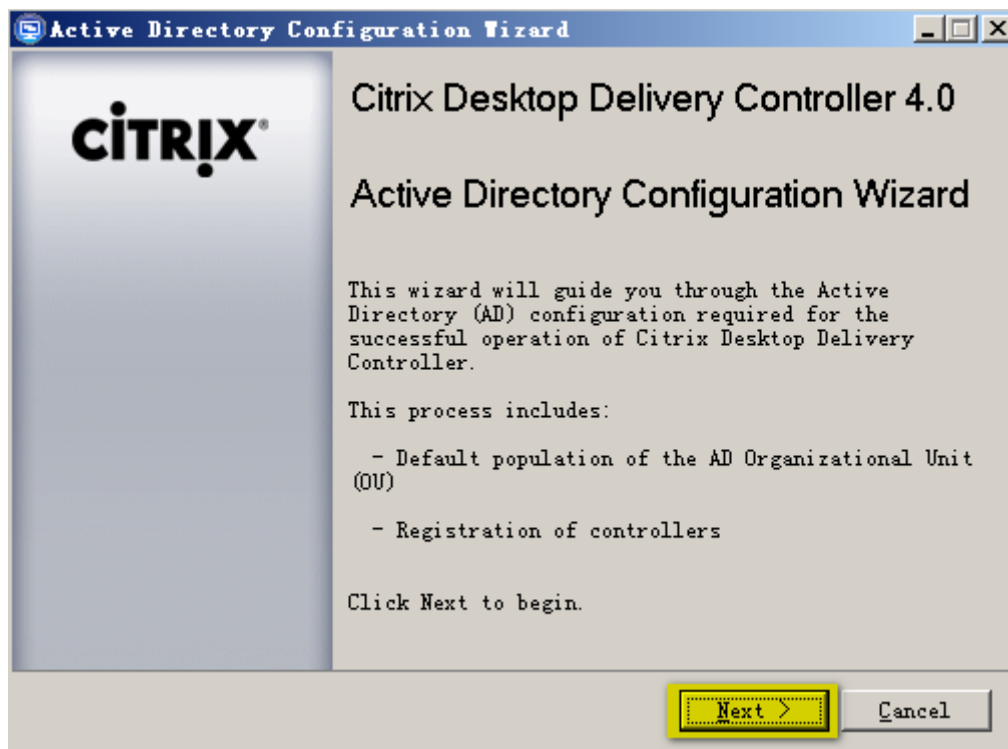 Active Directory Configuration Wizard
CITRIX®
Citrix Desktop Delivery Controller 4.0
Active Directory Configuration Wizard
This wizard will guide you through the Active
Directory (AD) configuration required for the
successful operation of Citrix Desktop Delivery
Controller.
This process includes:
- Default population of the AD Organizational Unit
(OU)
- Registration of controllers
Click Next to begin.
Next >
Cancel